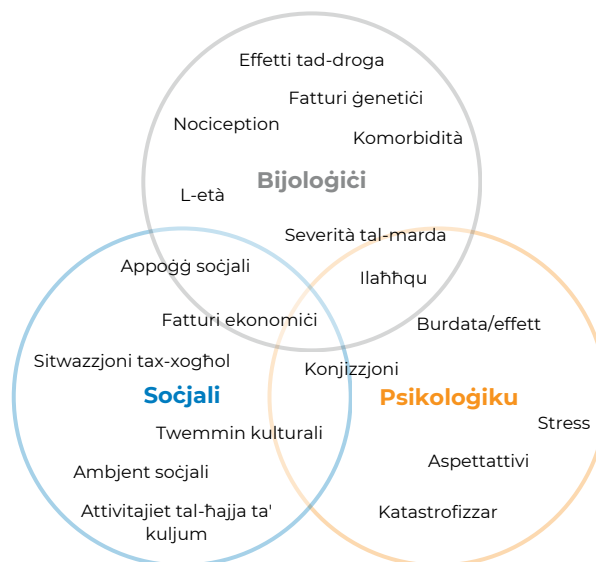 Effetti tad-droga
Fatturi ġenetiċi
Nociception
Komorbidità
Bijoloġiċi
L-età
Severità tal-marda
Appoġġ soċjali
Ilaħħqu
Fatturi ekonomiċi
Burdata/effett
Sitwazzjoni tax-xogħol
Konjizzjoni
Soċjali
Psikoloġiku
Stress
Twemmin kulturali
Aspettattivi
Ambjent soċjali
Attivitajiet tal-ħajja ta'
kuljum
Katastrofizzar